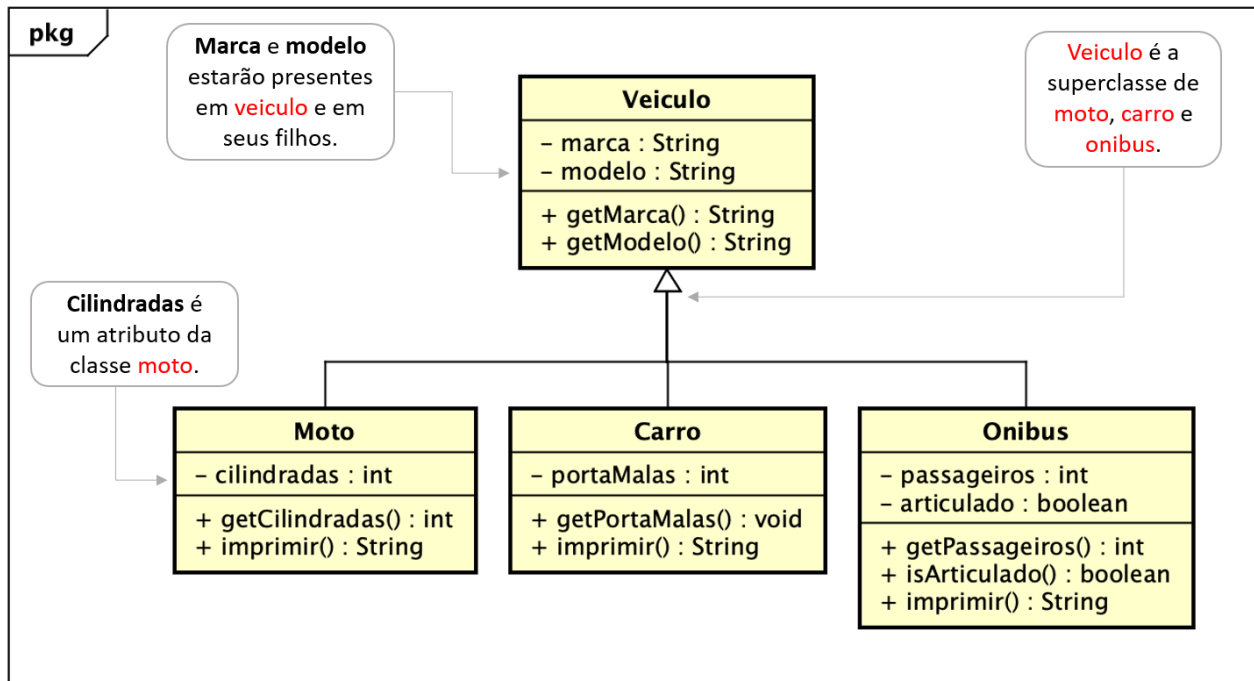 pkg
Marca e modelo
estarão presentes
em veiculo e em
seus filhos.
Veiculo é a
superclasse de
moto, carro e
onibus.
Veiculo
– marca : String
– modelo : String
+ getMarca() : String
+ getModelo() : String
Cilindradas é
um atributo da
classe moto.
Moto
– cilindradas : int
+ getCilindradas() : int
+ imprimir() : String
Carro
– portaMalas : int
+ getPortaMalas() : void
+ imprimir() : String
Onibus
– passageiros : int
– articulado : boolean
+ getPassageiros() : int
+ isArticulado() : boolean
+ imprimir() : String